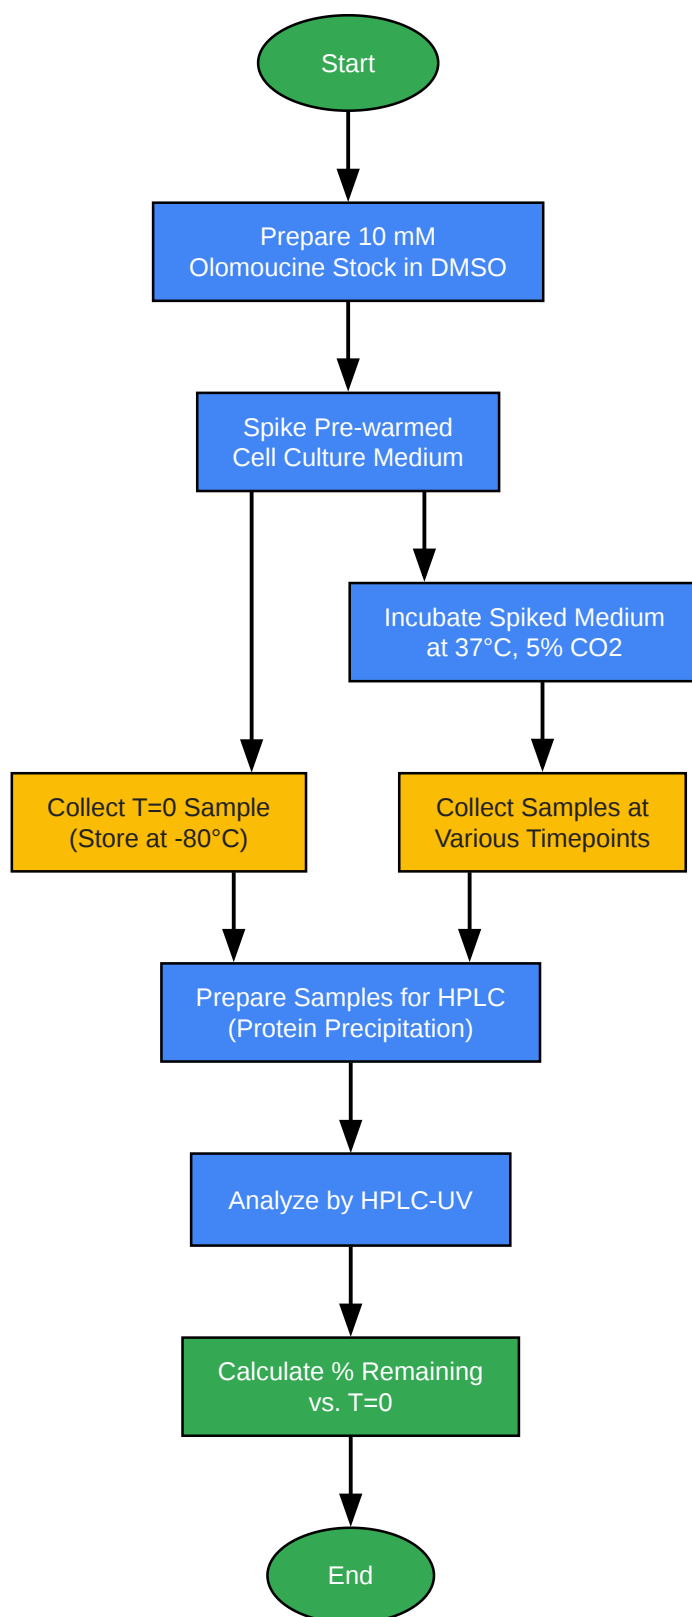 Start
Prepare 10 mM
Olomoucine Stock in DMSO
Spike Pre-warmed
Cell Culture Medium
Incubate Spiked Medium
at 37°C, 5% CO2
Collect T=0 Sample
(Store at -80°C)
Collect Samples at
Various Timepoints
Prepare Samples for HPLC
(Protein Precipitation)
Analyze by HPLC-UV
Calculate % Remaining
vs. T=0
End